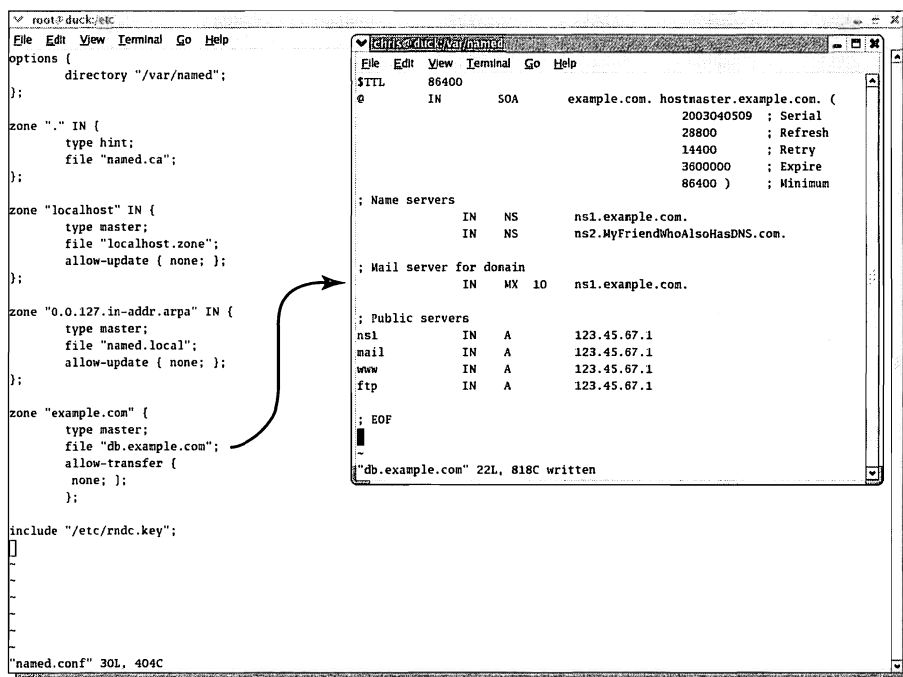 root@duck:/etc
File Edit View Terminal Go Help
options {
directory "/var/named";
};
zone "." IN {
type hint;
file "named.ca";
};
zone "localhost" IN {
type master;
file "localhost.zone";
allow-update { none; };
};
zone "0.0.127.in-addr.arpa" IN {
type master;
file "named.local";
allow-update { none; };
};
zone "example.com" {
type master;
file "db.example.com";
allow-transfer {
none; };
};
include "/etc/rndc.key";
~
~
~
~
~
~
"named.conf" 30L, 404C
chris@duck:/var/named
File Edit View Terminal Go Help
$TTL 86400
@ IN SOA example.com. hostmaster.example.com. (
2003040509 ; Serial
28800 ; Refresh
14400 ; Retry
3600000 ; Expire
86400 ) ; Minimum
; Name servers
IN NS ns1.example.com.
IN NS ns2.MyFriendWhoAlsoHasDNS.com.
; Mail server for domain
IN MX 10 ns1.example.com.
; Public servers
ns1 IN A 123.45.67.1
mail IN A 123.45.67.1
www IN A 123.45.67.1
ftp IN A 123.45.67.1
; EOF
~
"db.example.com" 22L, 818C written